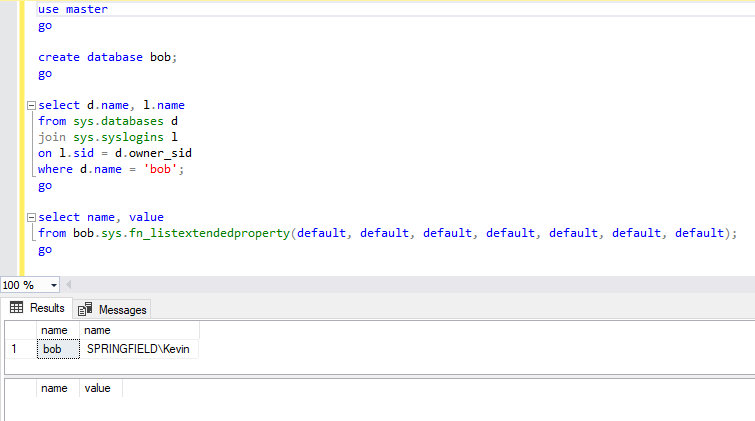 use master
go
create database bob;
go
select d.name, l.name
from sys.databases d
join sys.syslogins l
on l.sid = d.owner_sid
where d.name = 'bob';
go
select name, value
from bob.sys.fn_listextendedproperty(default, default, default, default, default, default, default);
go
100 %
Results Messages
name name
1 bob SPRINGFIELD\Kevin
name value